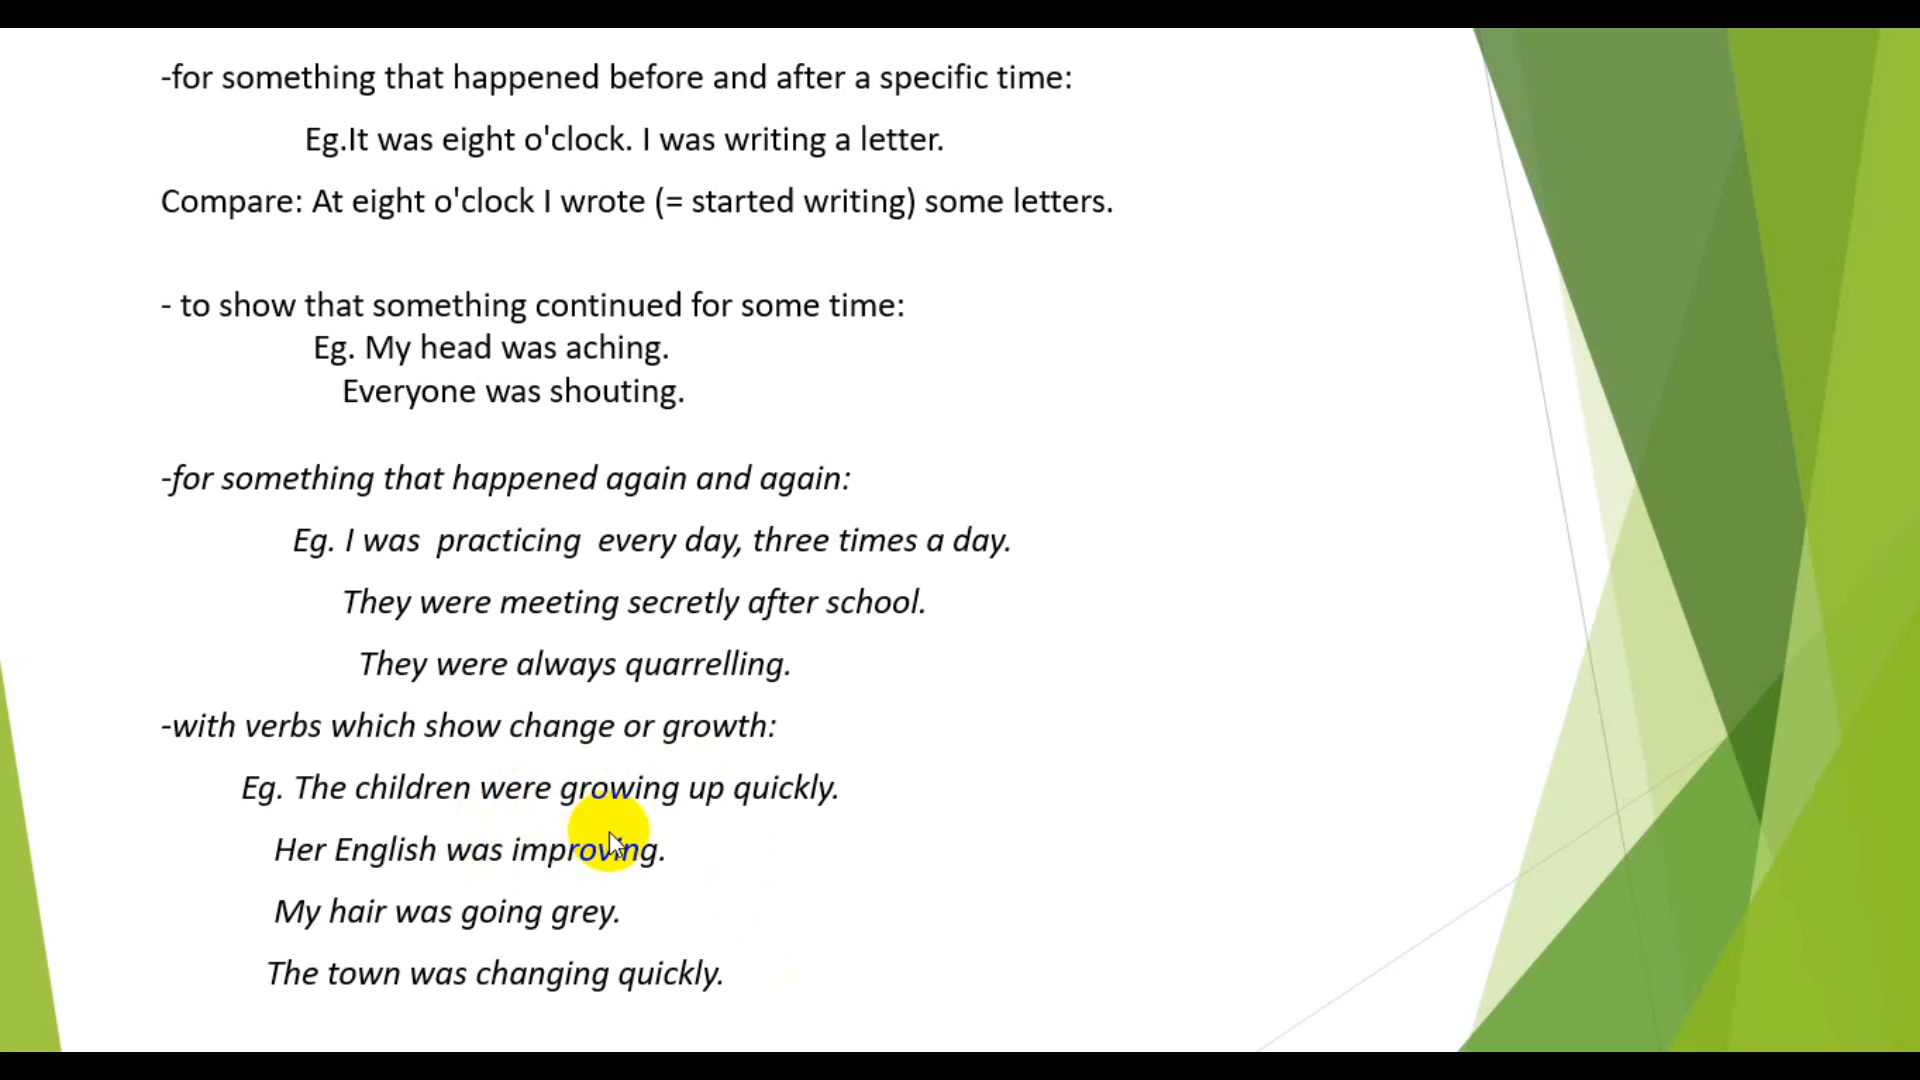 -for something that happened before and after a specific time:
Eg.It was eight o'clock. I was writing a letter.
Compare: At eight o'clock I wrote (= started writing) some letters.
- to show that something continued for some time:
Eg. My head was aching.
Everyone was shouting.
-for something that happened again and again:
Eg. I was  practicing  every day, three times a day.
They were meeting secretly after school.
They were always quarrelling.
-with verbs which show change or growth:
Eg. The children were growing up quickly.
Her English was improving.
My hair was going grey.
The town was changing quickly.